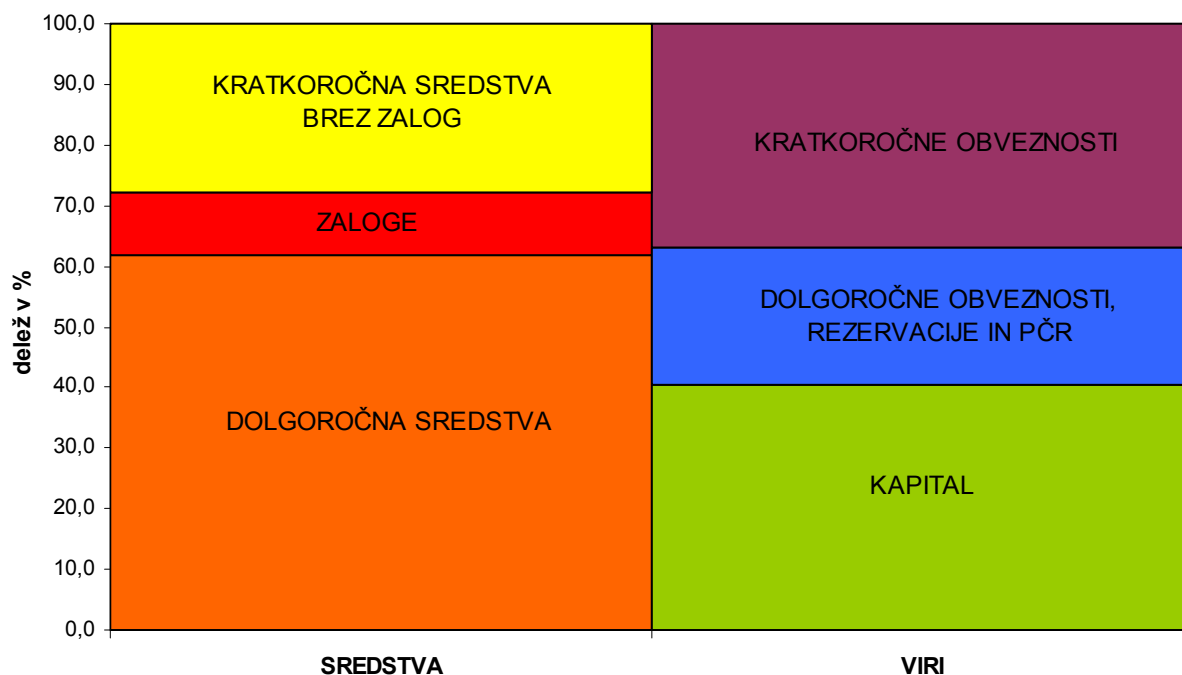 100,0
90,0
80,0
70,0
60,0
50,0
40,0
30,0
20,0
10,0
0,0
delež v %
KRATKOROČNA SREDSTVA
BREZ ZALOG
ZALOGE
DOLGOROČNA SREDSTVA
KRATKOROČNE OBVEZNOSTI
DOLGOROČNE OBVEZNOSTI,
REZERVACIJE IN PČR
KAPITAL
SREDSTVA
VIRI